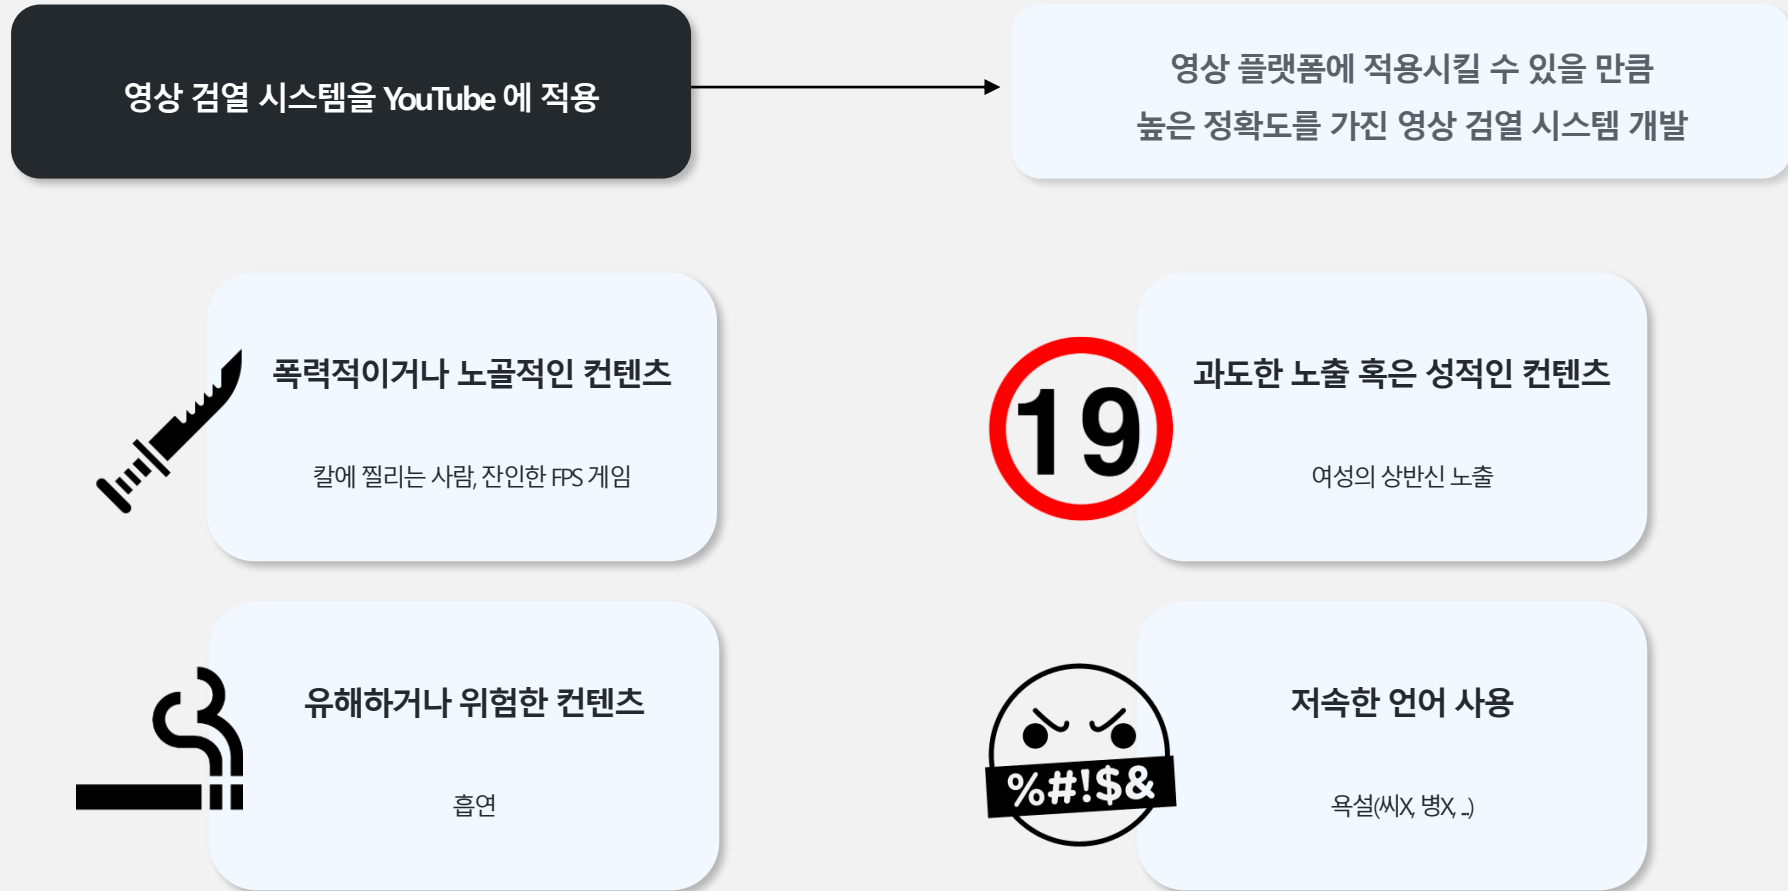 영상 검열 시스템을 YouTube 에 적용
영상 플랫폼에 적용시킬 수 있을 만큼
높은 정확도를 가진 영상 검열 시스템 개발
폭력적이거나 노골적인 컨텐츠
칼에 찔리는 사람, 잔인한 FPS 게임
19
과도한 노출 혹은 성적인 컨텐츠
여성의 상반신 노출
유해하거나 위험한 컨텐츠
흡연
%#!$&
저속한 언어 사용
욕설(씨X, 병X, ...)